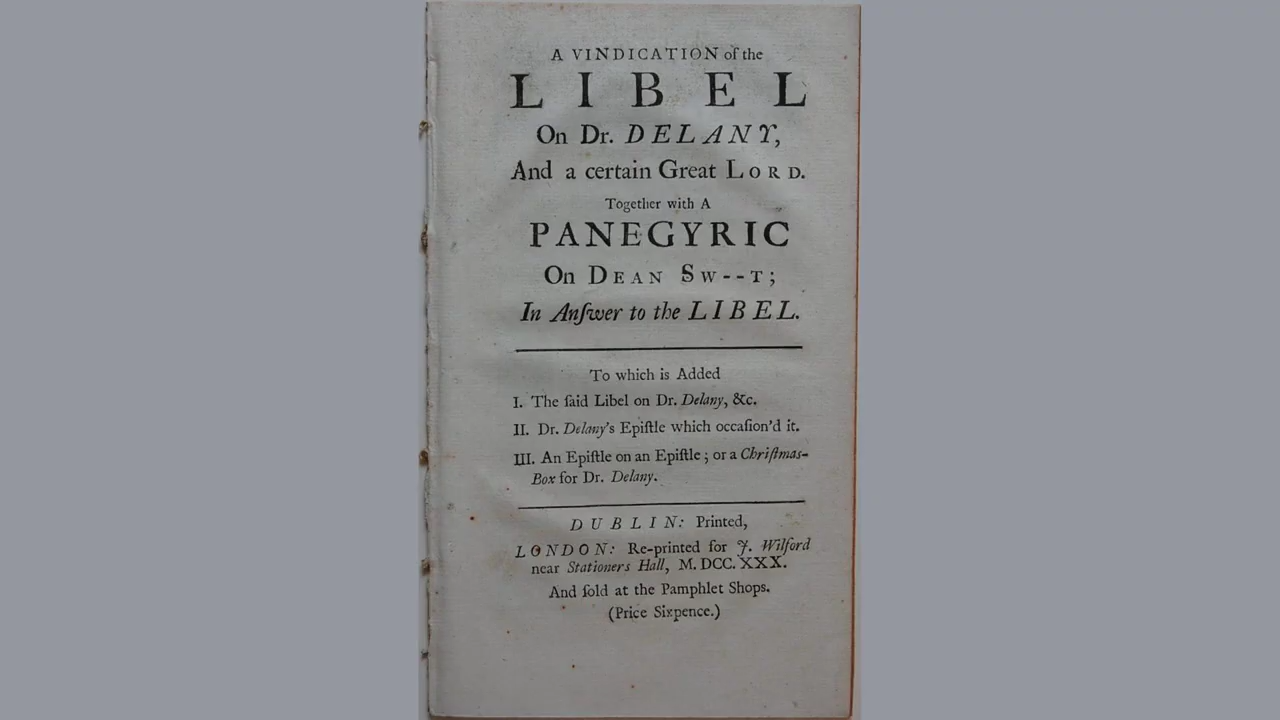 A VINDICATION of the
LIBEL
On Dr. DELANY,
And a certain Great LORD.
Together with A
PANEGYRIC
On DEAN SW--T;
In Anſwer to the LIBEL.
To which is Added
I. The ſaid Libel on Dr. Delany, &c.
II. Dr. Delany's Epiſtle which occaſion'd it.
III. An Epiſtle on an Epiſtle; or a Chriſtmas-
Box for Dr. Delany.
DUBLIN: Printed,
LONDON: Re-printed for J. Wilford
near Stationers Hall, M. DCC. XXX.
And ſold at the Pamphlet Shops.
(Price Sixpence.)